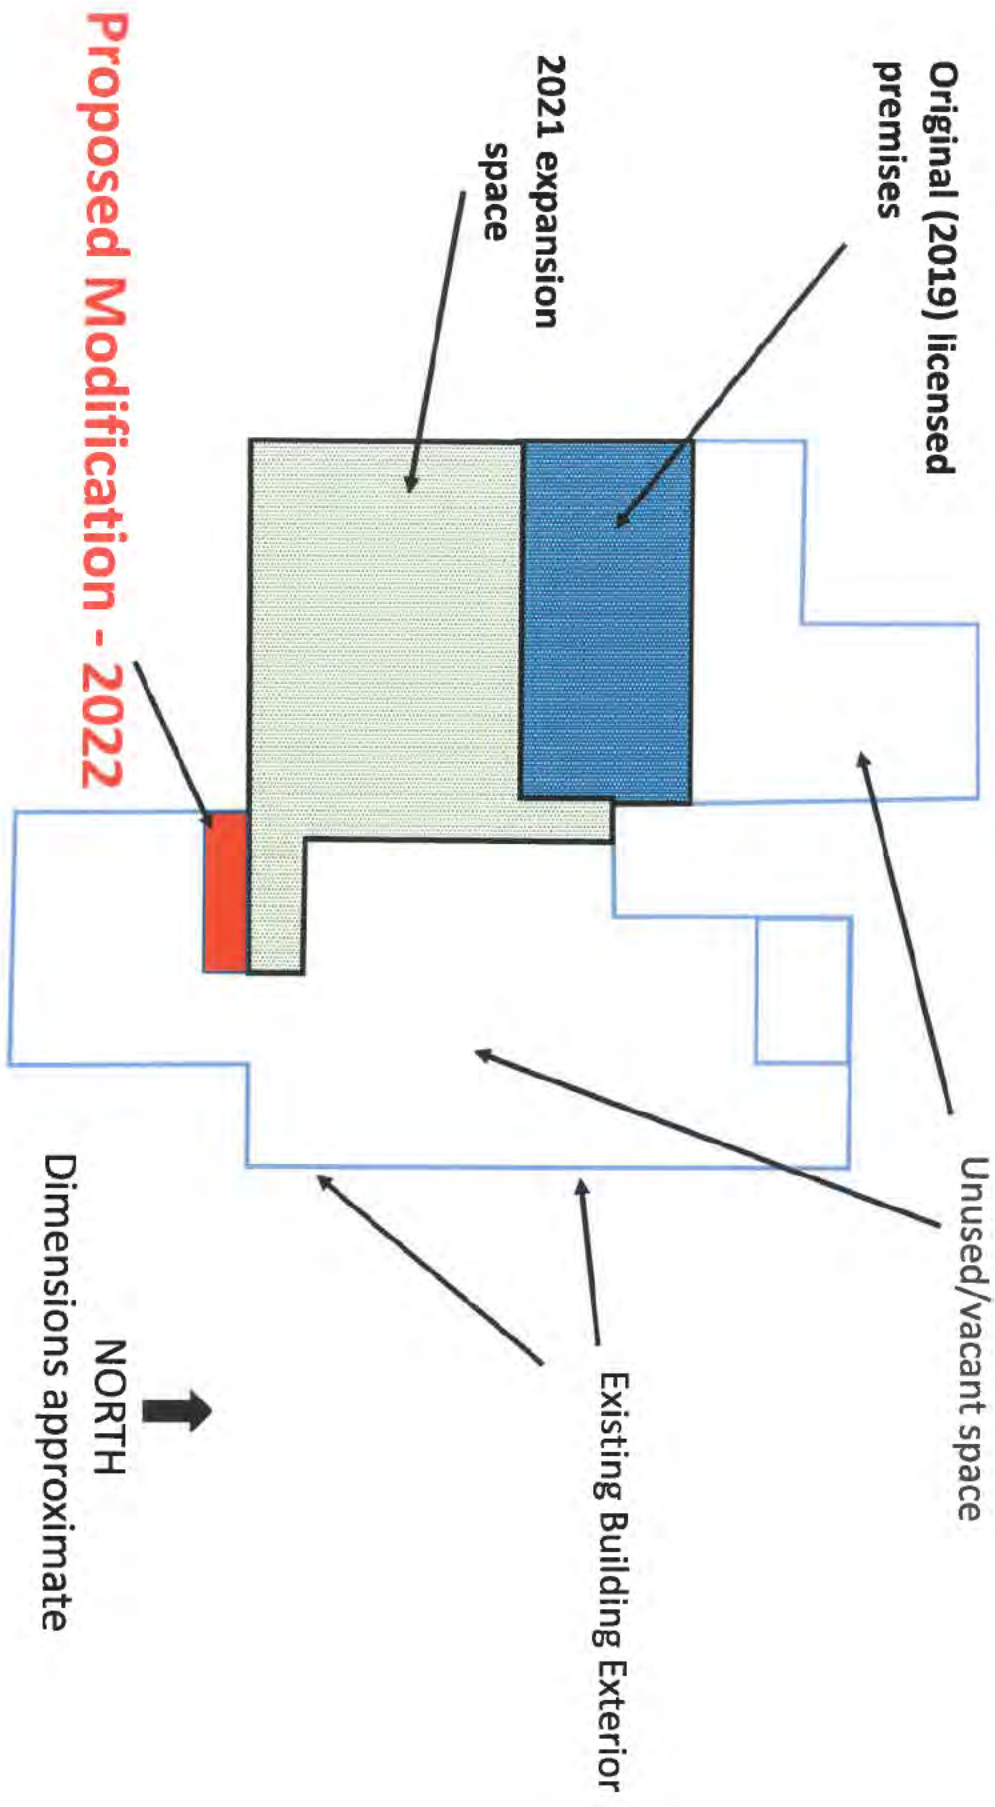 Original (2019) licensed
premises
Unused/vacant space
2021 expansion
space
Existing Building Exterior
Proposed Modification - 2022
NORTH
Dimensions approximate